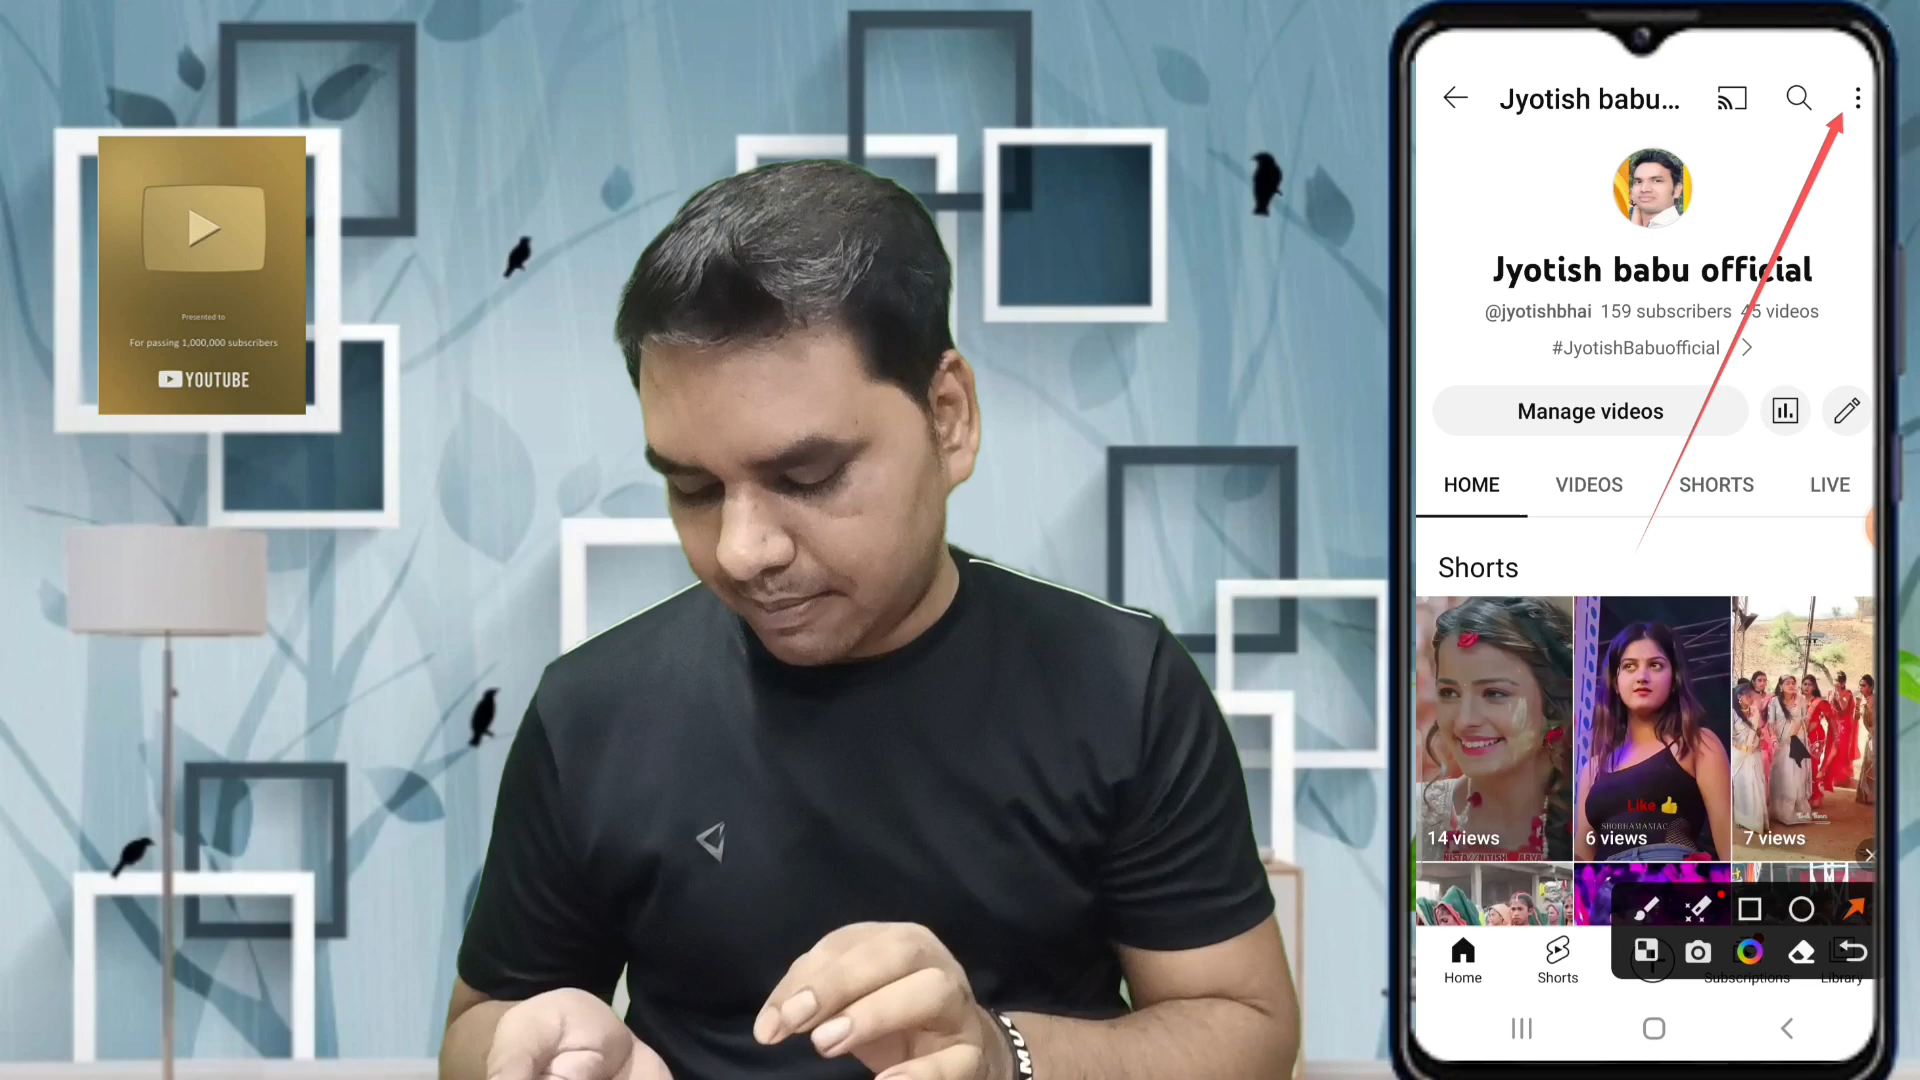 Presented to
For passing 1,000,000 subscribers
YOUTUBE
Jyotish babu...
Jyotish babu official
@jyotishbhai 159 subscribers 45 videos
#JyotishBabuofficial
Manage videos
HOME VIDEOS SHORTS LIVE
Shorts
Like 👍
SHOBHAMANIAC
14 views 6 views 7 views
Home Shorts Subscriptions Library